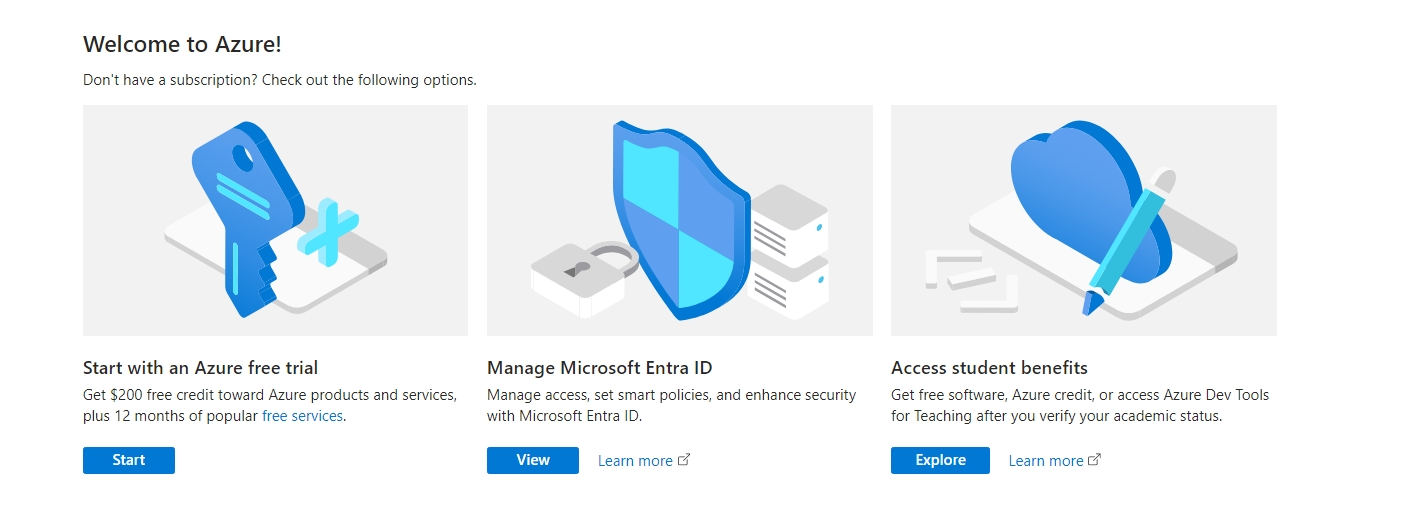 Welcome to Azure!
Don't have a subscription? Check out the following options.
Start with an Azure free trial
Get $200 free credit toward Azure products and services,
plus 12 months of popular free services.
Start
Manage Microsoft Entra ID
Manage access, set smart policies, and enhance security
with Microsoft Entra ID.
View
Learn more
Access student benefits
Get free software, Azure credit, or access Azure Dev Tools
for Teaching after you verify your academic status.
Explore
Learn more